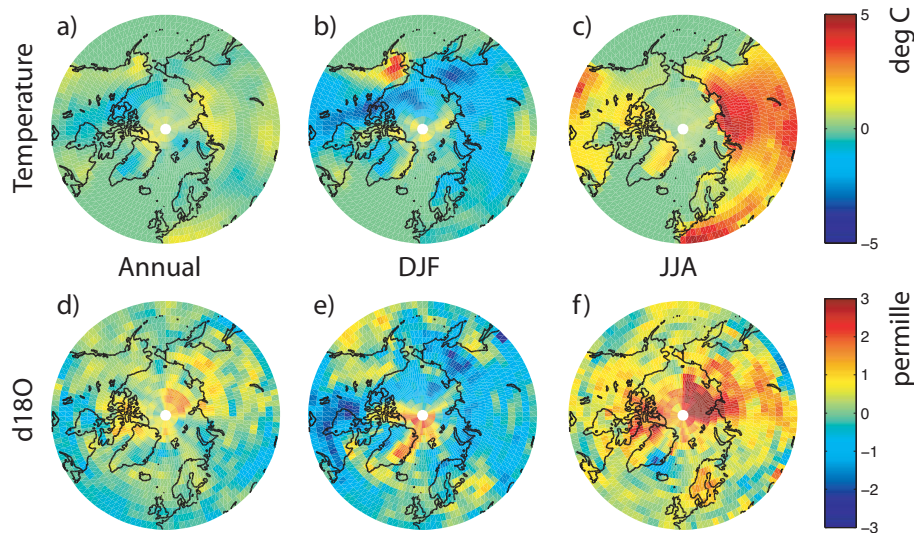 a)
b)
c)
Temperature
5
0
−5
deg C
Annual
DJF
JJA
d)
e)
f)
d18O
3
2
1
0
−1
−2
−3
permille